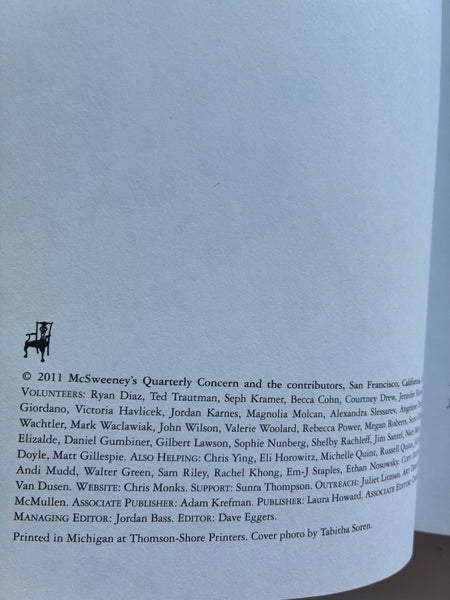 © 2011 McSweeney's Quarterly Concern and the contributors, San Francisco, California.
VOLUNTEERS: Ryan Diaz, Ted Trautman, Seph Kramer, Becca Cohn, Courtney Drew, Jennifer
Giordano, Victoria Havlicek, Jordan Karnes, Magnolia Molcan, Alexandra Slessarev,
Wachtler, Mark Waclawiak, John Wilson, Valerie Woolard, Rebecca Power, Megan Roberts,
Elizalde, Daniel Gumbiner, Gilbert Lawson, Sophie Nunberg, Shelby Rachleff, Jim Santel,
Doyle, Matt Gillespie. ALSO HELPING: Chris Ying, Eli Horowitz, Michelle Quint, Russell Quinn,
Andi Mudd, Walter Green, Sam Riley, Rachel Khong, Em-J Staples, Ethan Nosowsky. COPY
Van Dusen. WEBSITE: Chris Monks. SUPPORT: Sunra Thompson. OUTREACH: Juliet Litman. ART
McMullen. ASSOCIATE PUBLISHER: Adam Krefman. PUBLISHER: Laura Howard. ASSOCIATE EDITOR:
MANAGING EDITOR: Jordan Bass. EDITOR: Dave Eggers.
Printed in Michigan at Thomson-Shore Printers. Cover photo by Tabitha Soren.